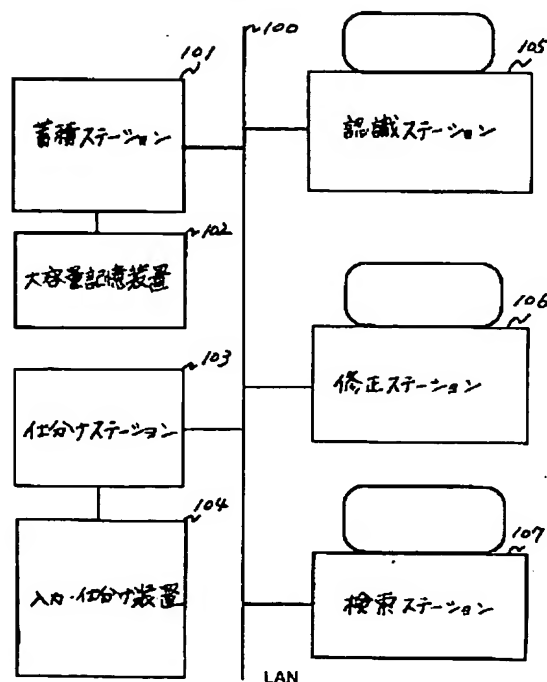 100
101
蓄積ステーション
102
大容量記憶装置
103
仕分けステーション
104
入力・仕分け装置
105
認識ステーション
106
修正ステーション
107
検索ステーション
LAN